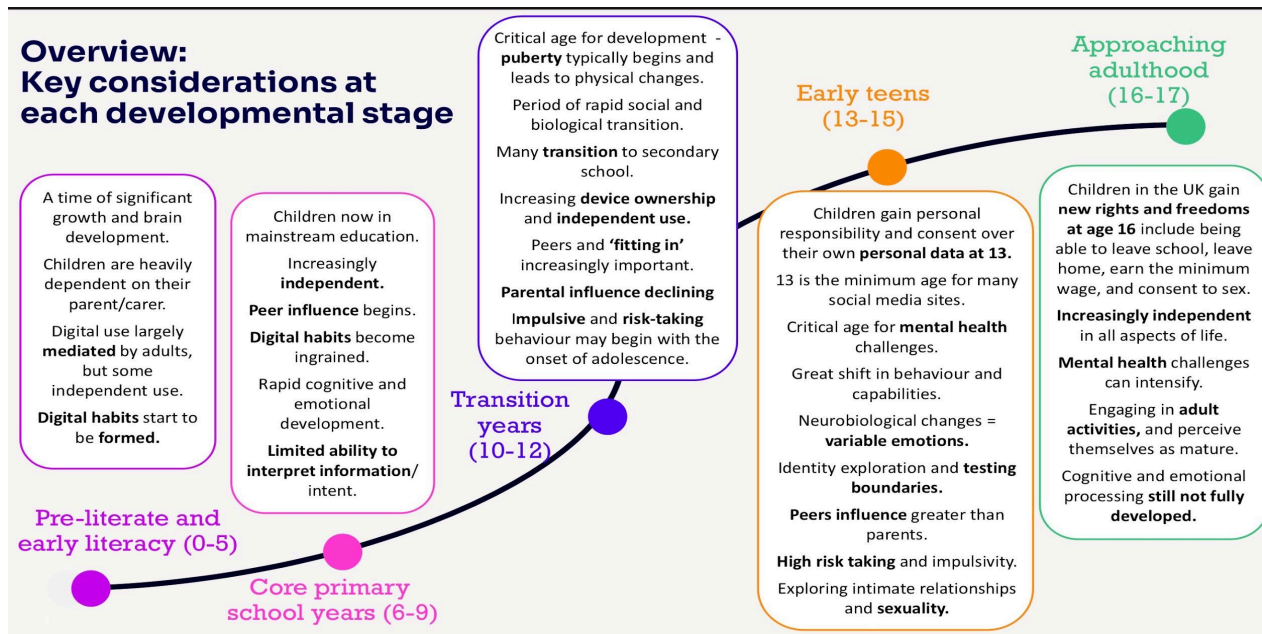 Overview:
Key considerations at
each developmental stage
A time of significant
growth and brain
development.
Children are heavily
dependent on their
parent/carer.
Digital use largely
mediated by adults,
but some
independent use.
Digital habits start to
be formed.
Pre-literate and
early literacy (0-5)
Children now in
mainstream education.
Increasingly
independent.
Peer influence begins.
Digital habits become
ingrained.
Rapid cognitive and
emotional
development.
Limited ability to
interpret information/
intent.
Core primary
school years (6-9)
Critical age for development -
puberty typically begins and
leads to physical changes.
Period of rapid social and
biological transition.
Many transition to secondary
school.
Increasing device ownership
and independent use.
Peers and ‘fitting in’
increasingly important.
Parental influence declining
Impulsive and risk-taking
behaviour may begin with the
onset of adolescence.
Transition
years
(10-12)
Early teens
(13-15)
Children gain personal
responsibility and consent over
their own personal data at 13.
13 is the minimum age for many
social media sites.
Critical age for mental health
challenges.
Great shift in behaviour and
capabilities.
Neurobiological changes =
variable emotions.
Identity exploration and testing
boundaries.
Peers influence greater than
parents.
High risk taking and impulsivity.
Exploring intimate relationships
and sexuality.
Approaching
adulthood
(16-17)
Children in the UK gain
new rights and freedoms
at age 16 include being
able to leave school, leave
home, earn the minimum
wage, and consent to sex.
Increasingly independent
in all aspects of life.
Mental health challenges
can intensify.
Engaging in adult
activities, and perceive
themselves as mature.
Cognitive and emotional
processing still not fully
developed.